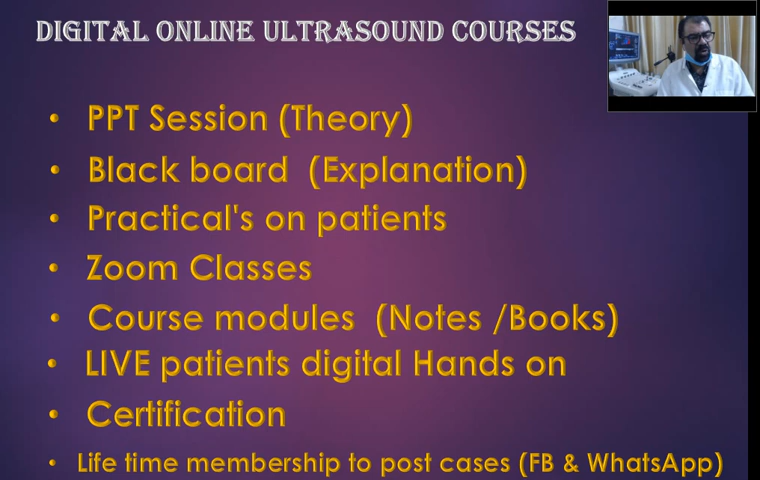 DIGITAL ONLINE ULTRASOUND COURSES
• PPT Session (Theory)
• Black board (Explanation)
• Practical's on patients
• Zoom Classes
• Course modules (Notes /Books)
• LIVE patients digital Hands on
• Certification
• Life time membership to post cases (FB & WhatsApp)